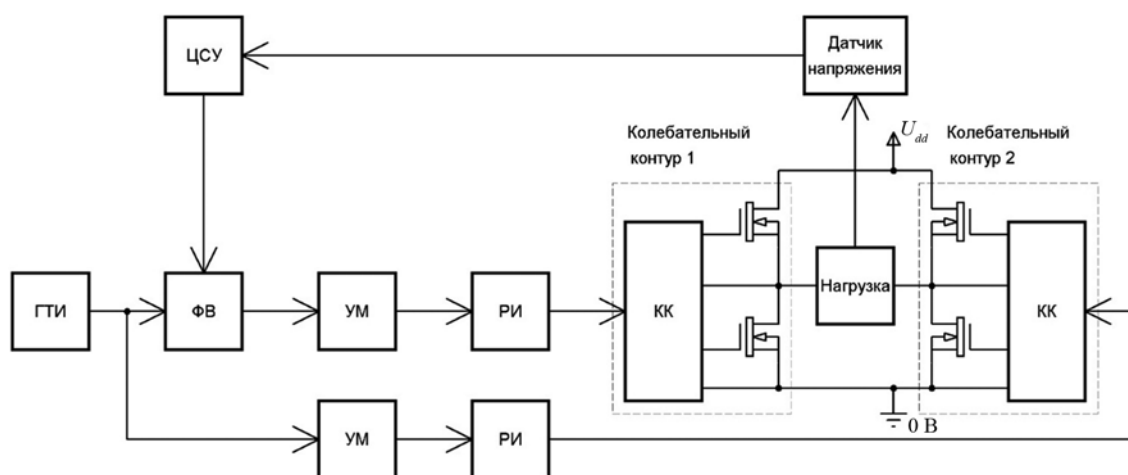 ЦСУ
Датчик
напряжения
Колебательный
контур 1
U_dd
Колебательный
контур 2
ГТИ
ФВ
УМ
РИ
КК
Нагрузка
КК
УМ
РИ
0 В